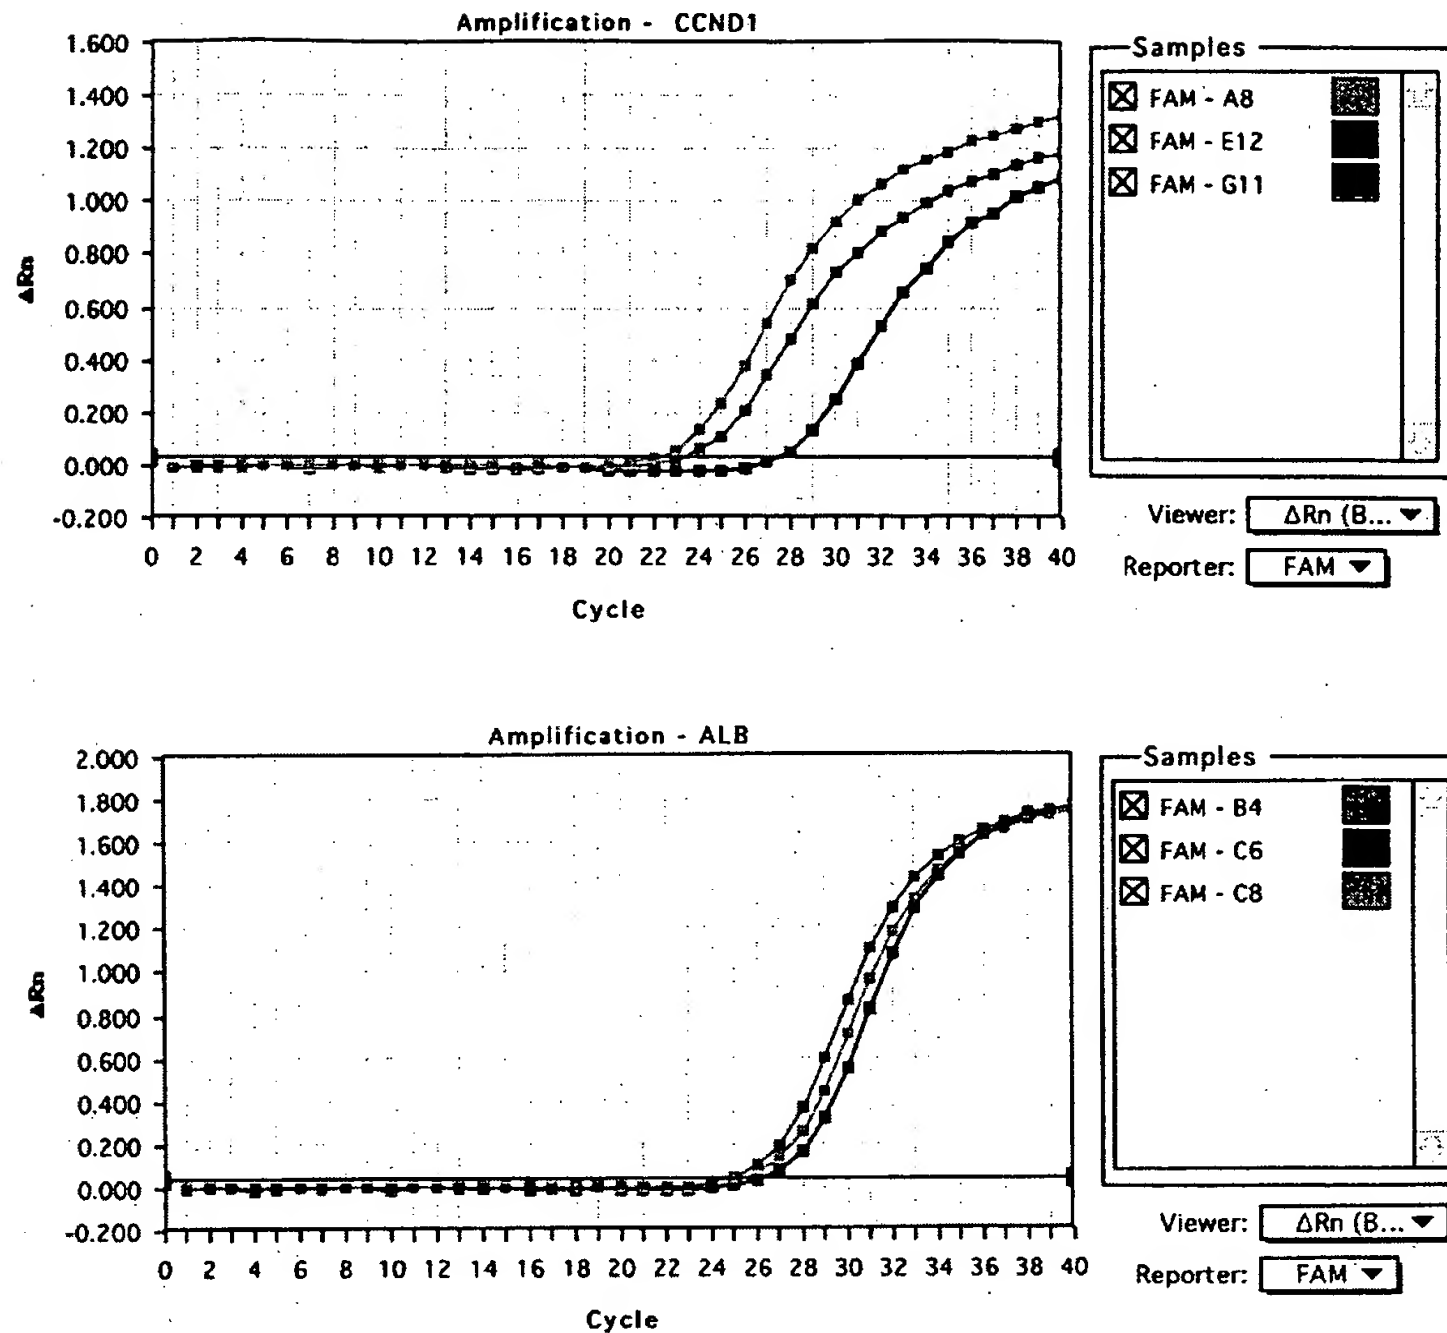 Amplification - CCND1
1.600
1.400
1.200
1.000
0.800
0.600
0.400
0.200
0.000
-0.200
ΔRn
0 2 4 6 8 10 12 14 16 18 20 22 24 26 28 30 32 34 36 38 40
Cycle
Samples
FAM - A8
FAM - E12
FAM - G11
Viewer: ΔRn (B...
Reporter: FAM
Amplification - ALB
2.000
1.800
1.600
1.400
1.200
1.000
0.800
0.600
0.400
0.200
0.000
-0.200
ΔRn
0 2 4 6 8 10 12 14 16 18 20 22 24 26 28 30 32 34 36 38 40
Cycle
Samples
FAM - B4
FAM - C6
FAM - C8
Viewer: ΔRn (B...
Reporter: FAM